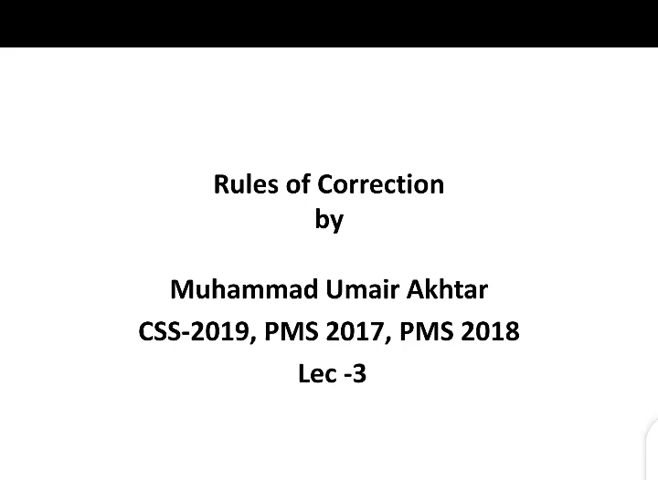 Rules of Correction
by
Muhammad Umair Akhtar
CSS-2019, PMS 2017, PMS 2018
Lec -3